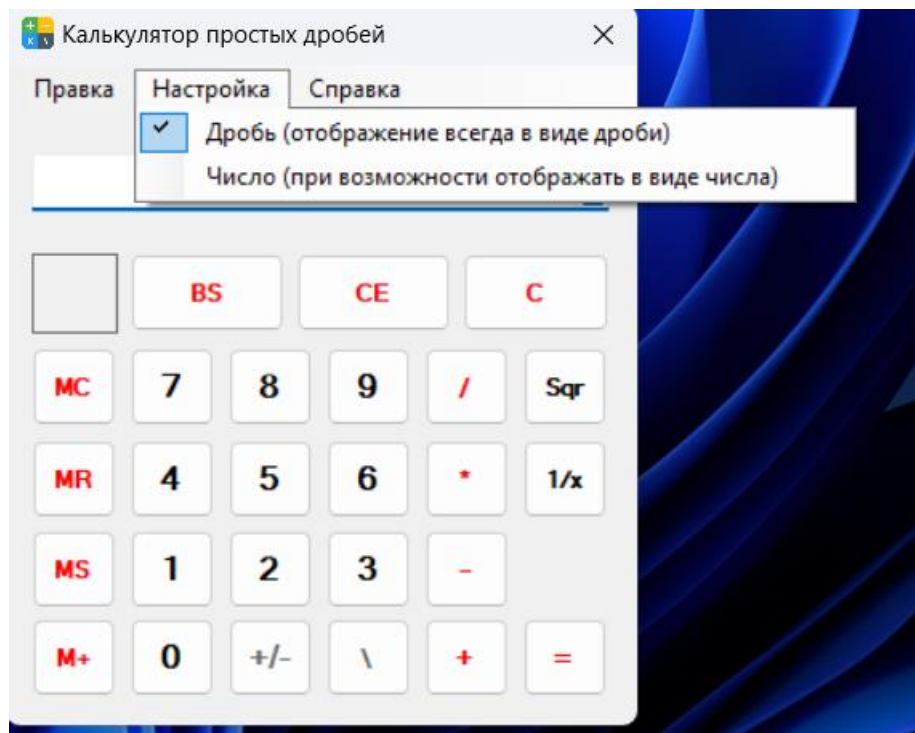 Калькулятор простых дробей
Правка Настройка Справка
Дробь (отображение всегда в виде дроби)
Число (при возможности отображать в виде числа)
BS CE C
MC 7 8 9 / Sqr
MR 4 5 6 * 1/x
MS 1 2 3 -
M+ 0 +/- \ + =